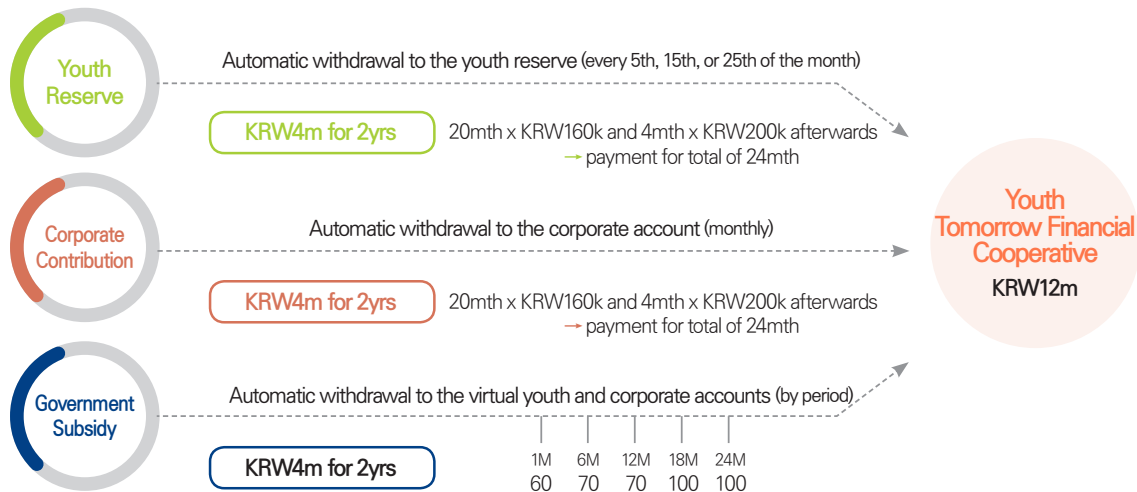 Youth
Reserve
Automatic withdrawal to the youth reserve (every 5th, 15th, or 25th of the month)
KRW4m for 2yrs
20mth x KRW160k and 4mth x KRW200k afterwards
→ payment for total of 24mth
Corporate
Contribution
Automatic withdrawal to the corporate account (monthly)
KRW4m for 2yrs
20mth x KRW160k and 4mth x KRW200k afterwards
→ payment for total of 24mth
Youth
Tomorrow Financial
Cooperative
KRW12m
Government
Subsidy
Automatic withdrawal to the virtual youth and corporate accounts (by period)
KRW4m for 2yrs
1M 6M 12M 18M 24M
60 70 70 100 100